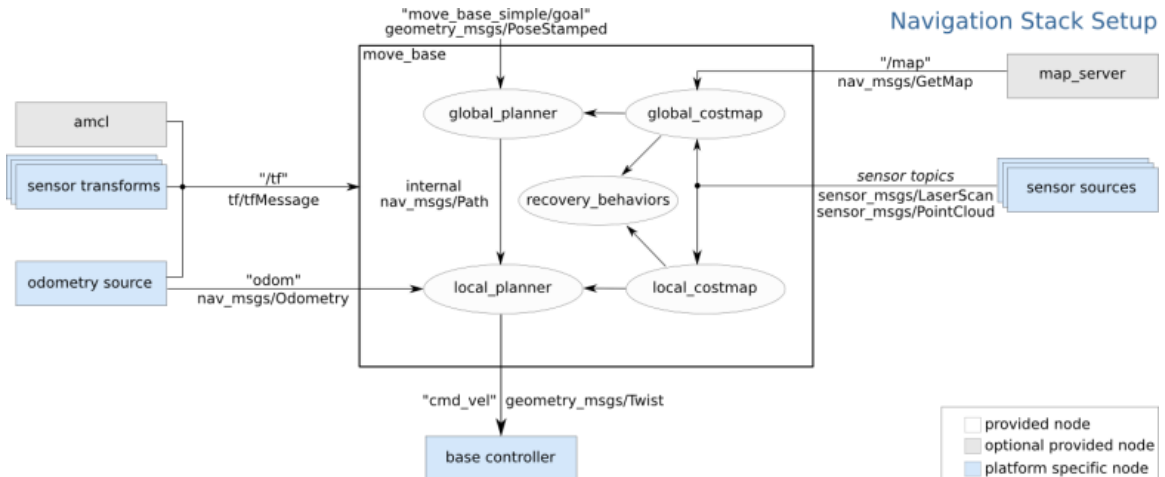 "move_base_simple/goal"
geometry_msgs/PoseStamped
Navigation Stack Setup
move_base
"/map"
nav_msgs/GetMap
map_server
amcl
global_planner
global_costmap
sensor transforms
"/tf"
tf/tfMessage
internal
nav_msgs/Path
recovery_behaviors
sensor topics
sensor_msgs/LaserScan
sensor_msgs/PointCloud
sensor sources
odometry source
"odom"
nav_msgs/Odometry
local_planner
local_costmap
"cmd_vel" geometry_msgs/Twist
base controller
provided node
optional provided node
platform specific node